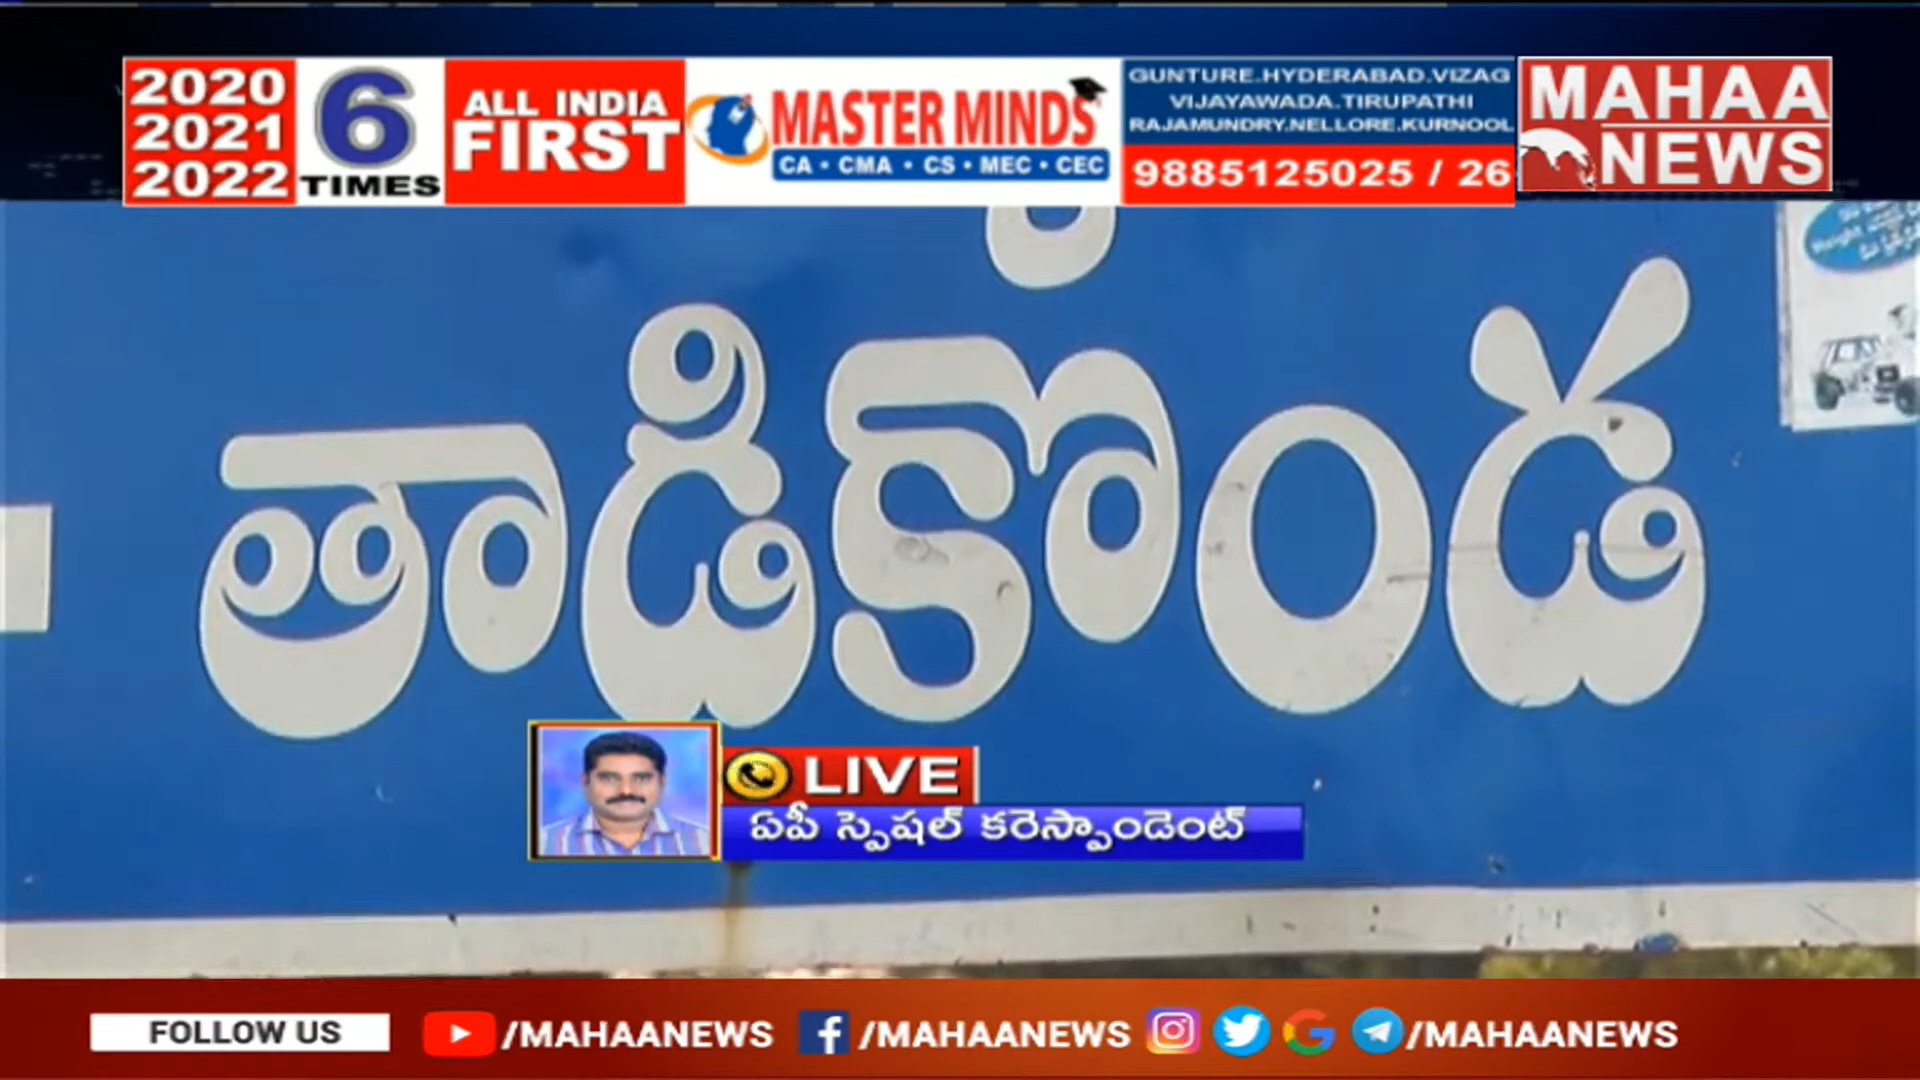 2020
2021
2022
6
TIMES
ALL INDIA
FIRST
MASTER MINDS
CA • CMA • CS • MEC • CEC
GUNTURE.HYDERABAD.VIZAG
VIJAYAWADA.TIRUPATHI
RAJAMUNDRY.NELLORE.KURNOOL
9885125025 / 26
MAHAA
NEWS
తాడికొండ
LIVE
ఏపీ స్పెషల్ కరెస్పాండెంట్
FOLLOW US
/MAHAANEWS
/MAHAANEWS
/MAHAANEWS